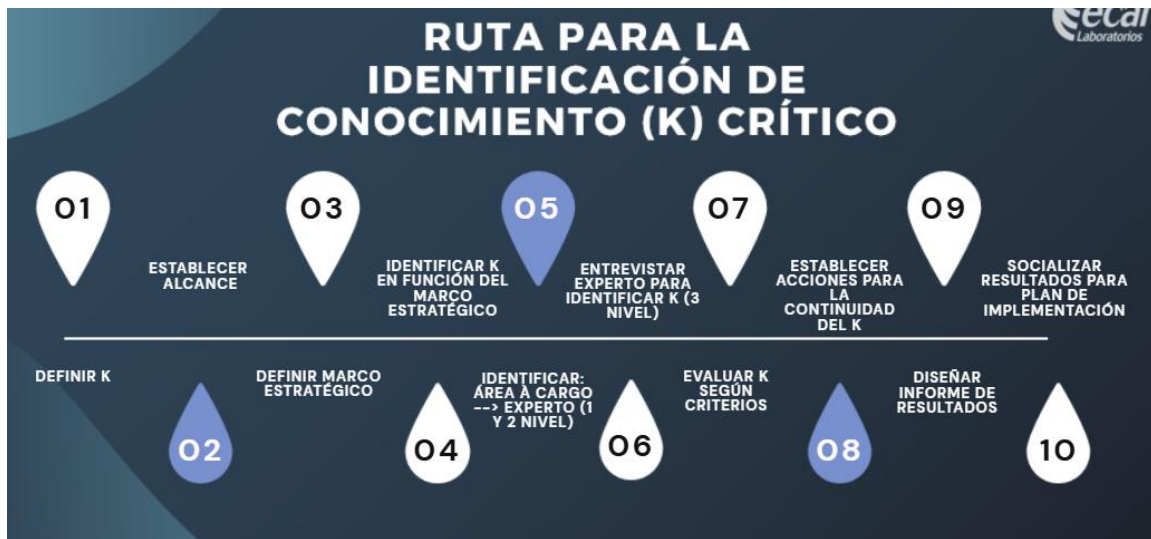 ecar
Laboratorios
RUTA PARA LA
IDENTIFICACIÓN DE
CONOCIMIENTO (K) CRÍTICO
01
DEFINIR K
02
ESTABLECER
ALCANCE
03
DEFINIR MARCO
ESTRATÉGICO
04
IDENTIFICAR K
EN FUNCIÓN DEL
MARCO
ESTRATÉGICO
05
IDENTIFICAR:
ÁREA À CARGO
--> EXPERTO (1
Y 2 NIVEL)
06
ENTREVISTAR
EXPERTO PARA
IDENTIFICAR K (3
NIVEL)
07
EVALUAR K
SEGÚN
CRITERIOS
08
ESTABLECER
ACCIONES PARA
LA
CONTINUIDAD
DEL K
09
DISEÑAR
INFORME DE
RESULTADOS
10
SOCIALIZAR
RESULTADOS PARA
PLAN DE
IMPLEMENTACIÓN